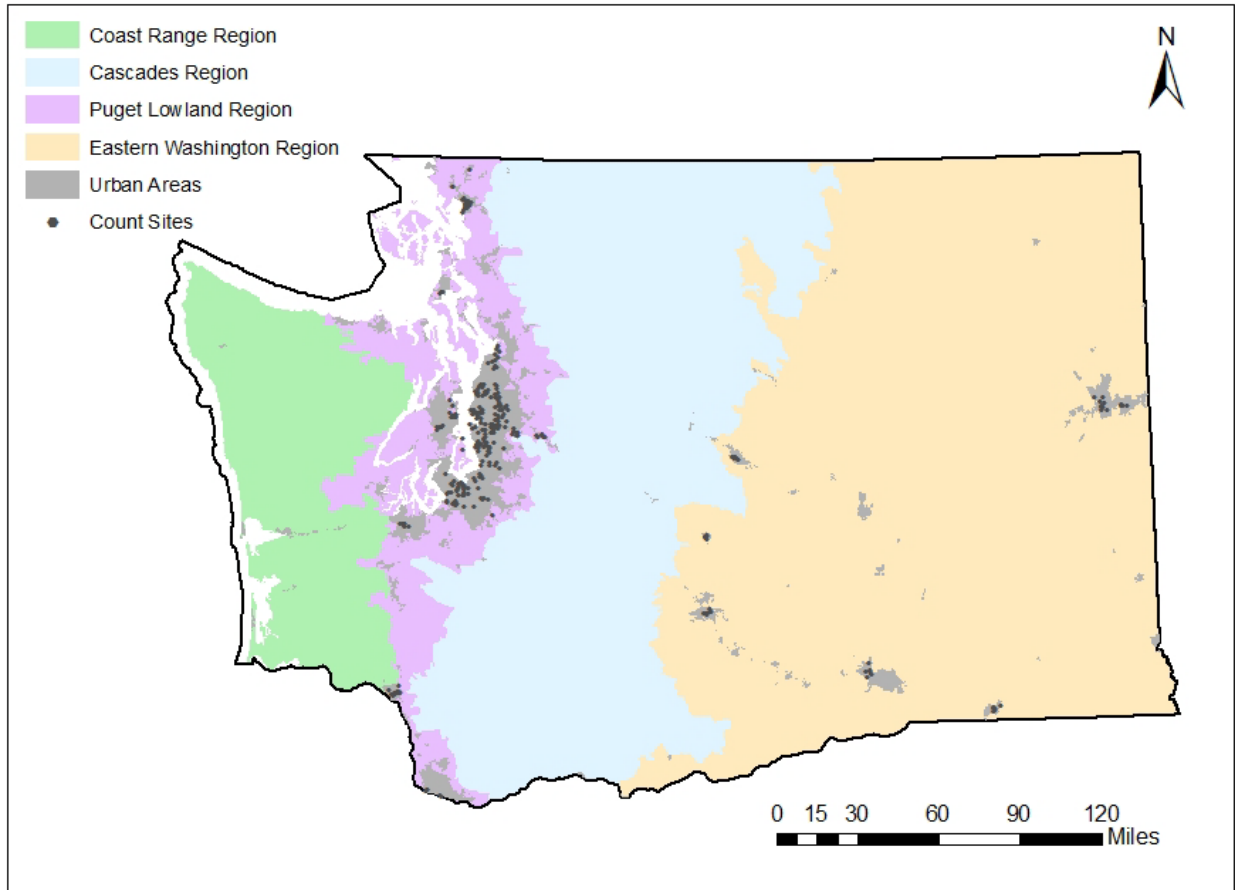 Coast Range Region
Cascades Region
Puget Lowland Region
Eastern Washington Region
Urban Areas
Count Sites
N
0 15 30 60 90 120
Miles